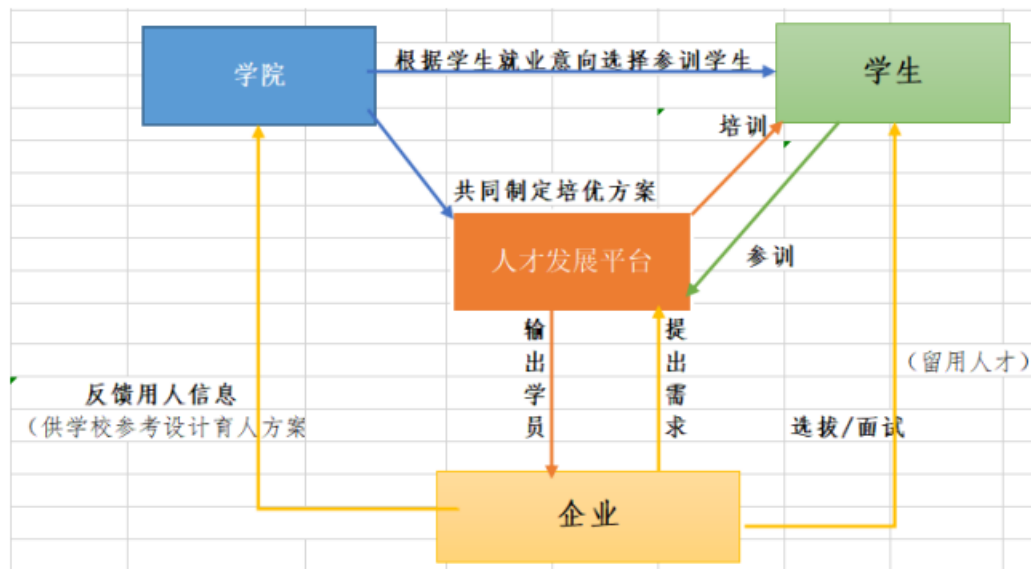 学院
根据学生就业意向选择参训学生
学生
培训
共同制定培优方案
人才发展平台
参训
输出学员
提出需求
（留用人才）
反馈用人信息
（供学校参考设计育人方案
选拔/面试
企业